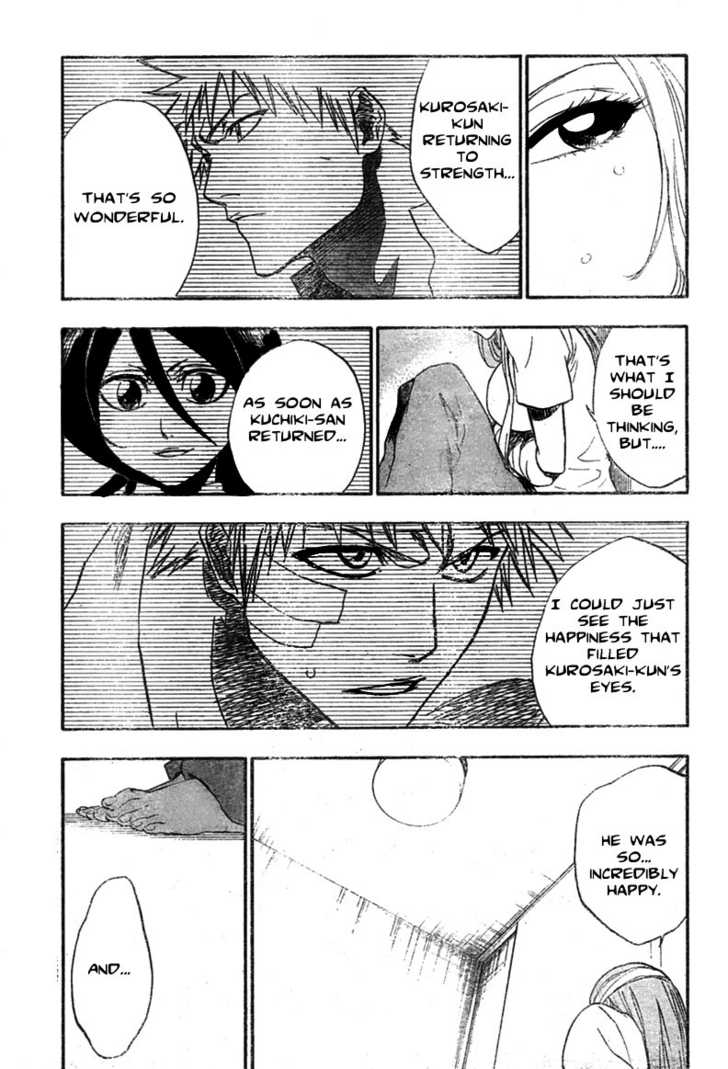 KUROSAKI-
KUN
RETURNING
TO
STRENGTH...
THAT'S SO
WONDERFUL.
THAT'S
WHAT I
SHOULD
BE
THINKING,
BUT....
AS SOON AS
KUCHIKI-SAN
RETURNED...
I COULD JUST
SEE THE
HAPPINESS THAT
FILLED
KUROSAKI-KUN'S
EYES.
HE WAS
SO...
INCREDIBLY
HAPPY.
AND...